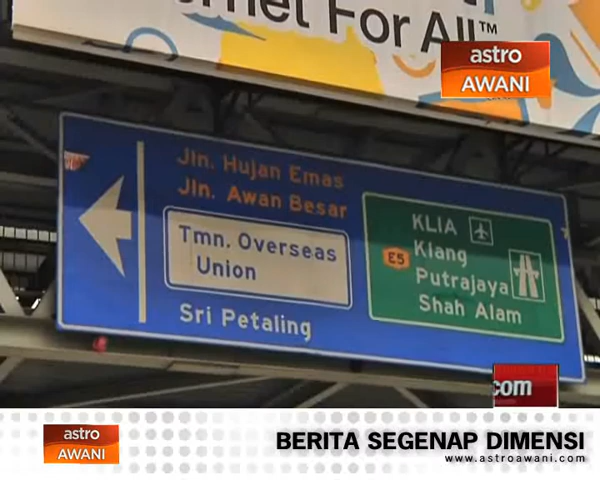 ernet For All™
astro
AWANI
Jln. Hujan Emas
Jln. Awan Besar
Tmn. Overseas
Union
Sri Petaling
KLIA
E5
Klang
Putrajaya
Shah Alam
com
astro
AWANI
BERITA SEGENAP DIMENSI
www.astroawani.com